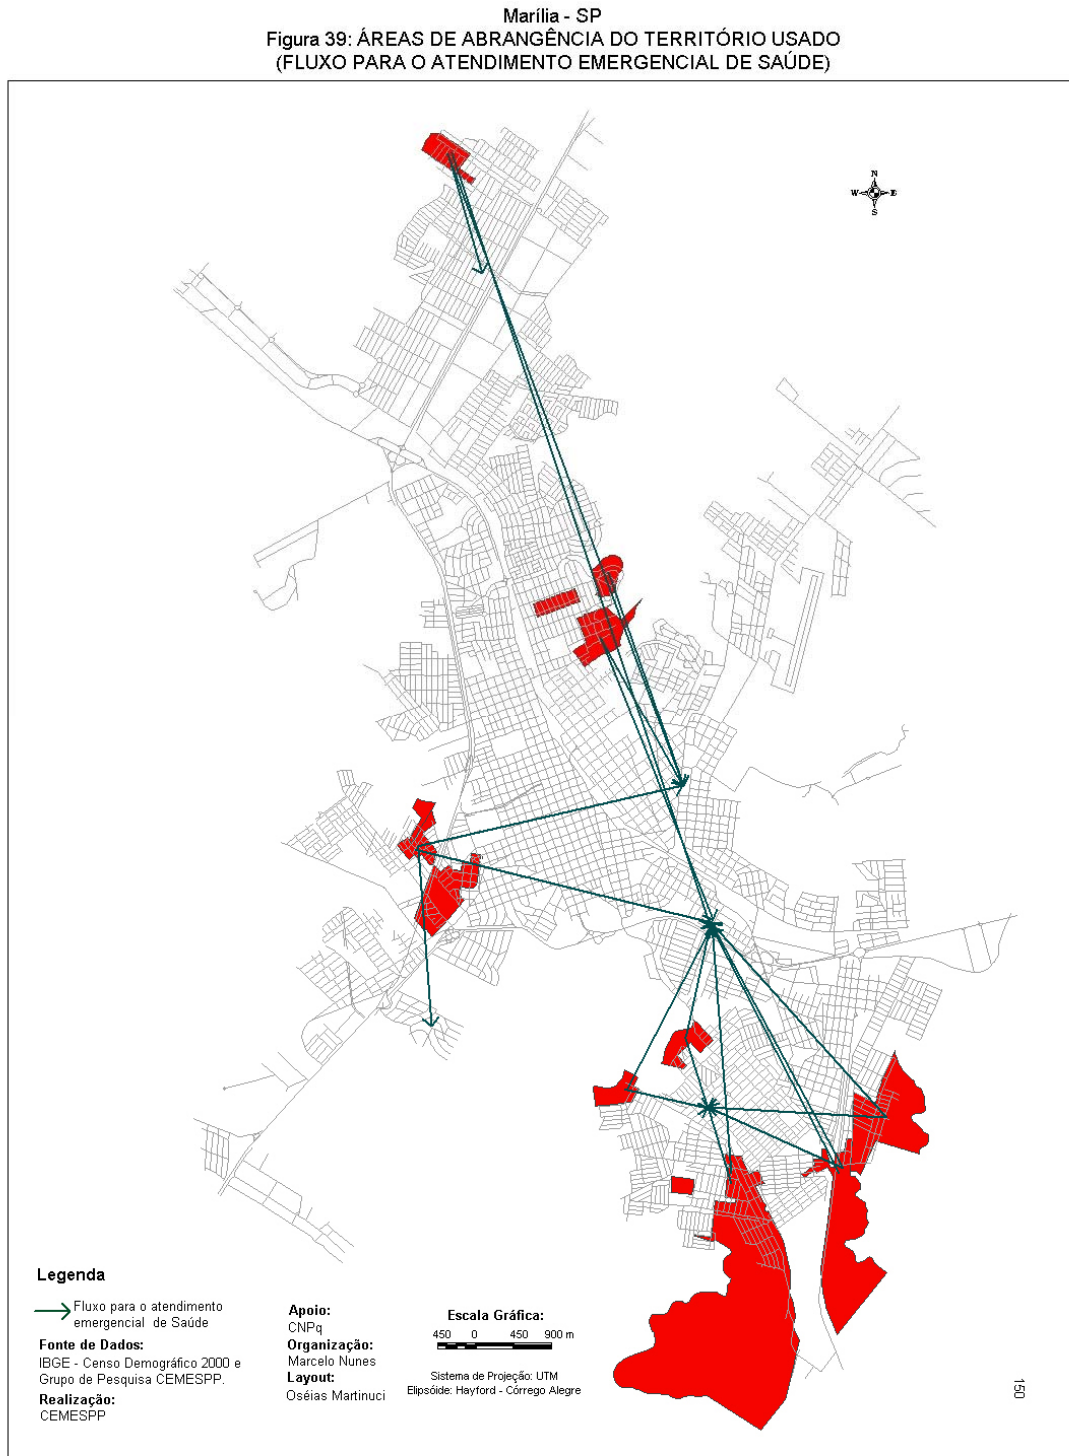 Marília - SP
Figura 39: ÁREAS DE ABRANGÊNCIA DO TERRITÓRIO USADO
(FLUXO PARA O ATENDIMENTO EMERGENCIAL DE SAÚDE)
N
W E
S
Legenda
Fluxo para o atendimento
emergencial de Saúde
Fonte de Dados:
IBGE - Censo Demográfico 2000 e
Grupo de Pesquisa CEMESPP.
Realização:
CEMESPP
Apoio:
CNPq
Organização:
Marcelo Nunes
Layout:
Oséias Martinuci
Escala Gráfica:
450 0 450 900 m
Sistema de Projeção: UTM
Elipsóide: Hayford - Córrego Alegre
150